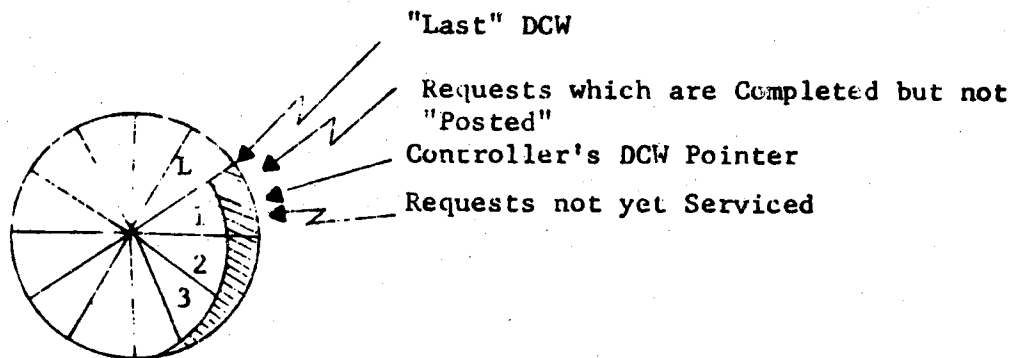 "Last" DCW
Requests which are Completed but not
"Posted"
Controller's DCW Pointer
Requests not yet Serviced
L
1
2
3